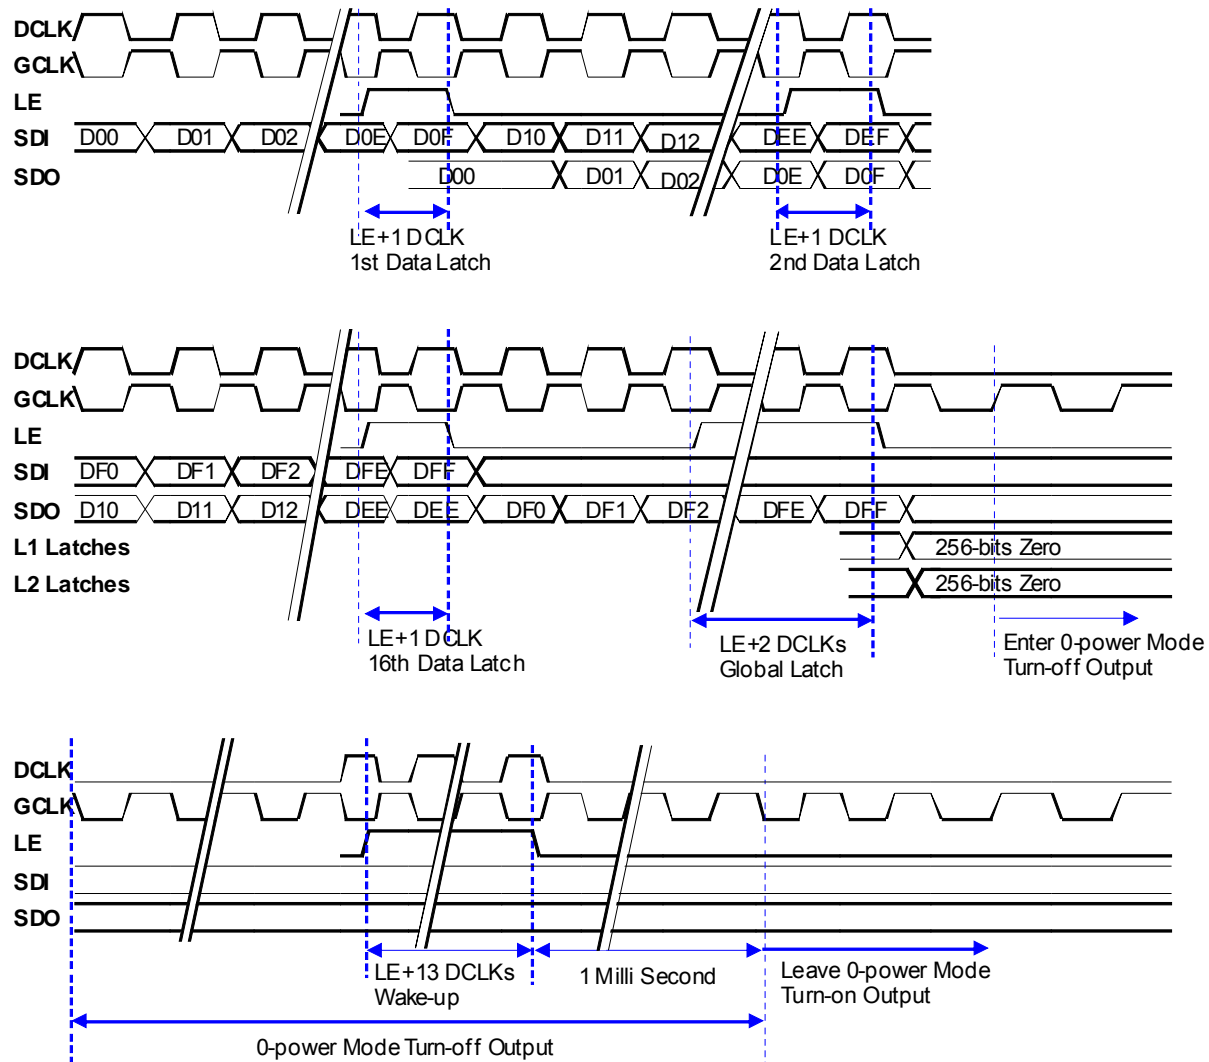 DCLK
GCLK
LE
SDI D00 D01 D02 D0E D0F D10 D11 D12 DEE DEF
SDO D00 D01 D02 D0E D0F
LE+1 DCLK
1st Data Latch
LE+1 DCLK
2nd Data Latch
DCLK
GCLK
LE
SDI DF0 DF1 DF2 DFE DFF
SDO D10 D11 D12 DEE DEE DF0 DF1 DF2 DFE DFF
L1 Latches 256-bits Zero
L2 Latches 256-bits Zero
LE+1 DCLK
16th Data Latch
LE+2 DCLKs
Global Latch
Enter 0-power Mode
Turn-off Output
DCLK
GCLK
LE
SDI
SDO
LE+13 DCLKs
Wake-up
1 Milli Second
Leave 0-power Mode
Turn-on Output
0-power Mode Turn-off Output